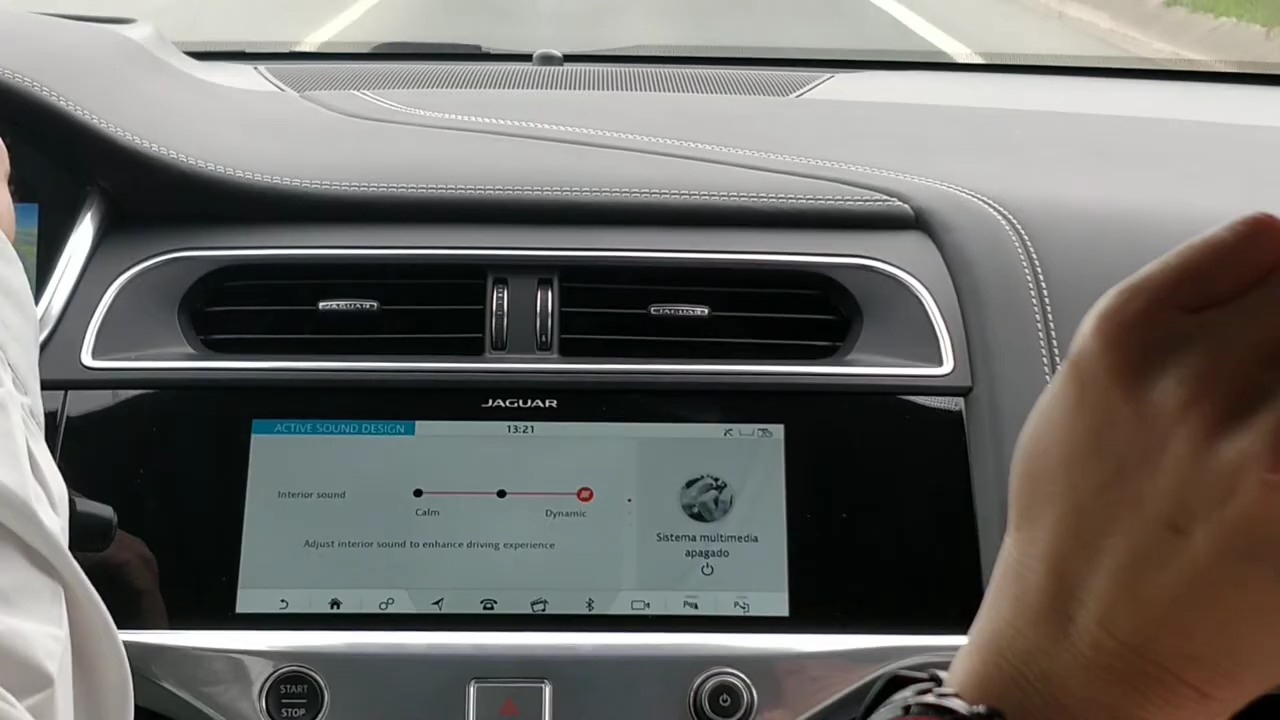 JAGUAR
JAGUAR
JAGUAR
ACTIVE SOUND DESIGN
13:21
Interior sound
Calm
Dynamic
Adjust interior sound to enhance driving experience
Sistema multimedia
apagado
START
STOP